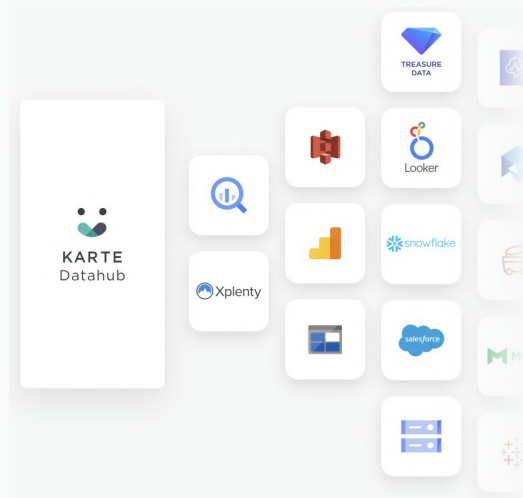 KARTE
Datahub
Xplenty
TREASURE
DATA
Looker
snowflake
salesforce